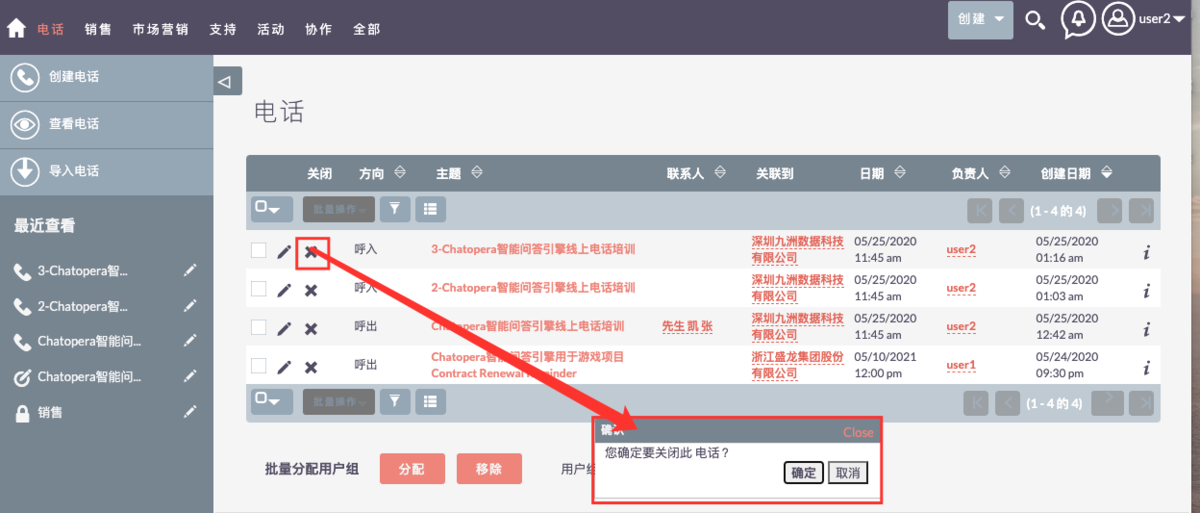 电话 销售 市场营销 支持 活动 协作 全部 创建 user2
创建电话
查看电话
导入电话
最近查看
3-Chatopera智...
2-Chatopera智...
Chatopera智能问...
Chatopera智能问...
销售
电话
关闭 方向 主题 联系人 关联到 日期 负责人 创建日期
批量操作 (1 - 4 的 4)
呼入 3-Chatopera智能问答引擎线上电话培训 深圳九洲数据科技 05/25/2020 user2 05/25/2020
有限公司 11:45 am 01:16 am
呼入 2-Chatopera智能问答引擎线上电话培训 深圳九洲数据科技 05/25/2020 user2 05/25/2020
有限公司 11:45 am 01:03 am
呼出 Chatopera智能问答引擎线上电话培训 先生 凯 张 深圳九洲数据科技 05/25/2020 user2 05/25/2020
有限公司 11:45 am 12:42 am
呼出 Chatopera智能问答引擎用于游戏项目 浙江盛龙集团股份 05/10/2021 user1 05/24/2020
Contract Renewal Reminder 有限公司 12:00 pm 09:30 pm
批量操作 (1 - 4 的 4)
批量分配用户组 分配 移除 用户组
确认 Close
您确定要关闭此 电话？
确定 取消